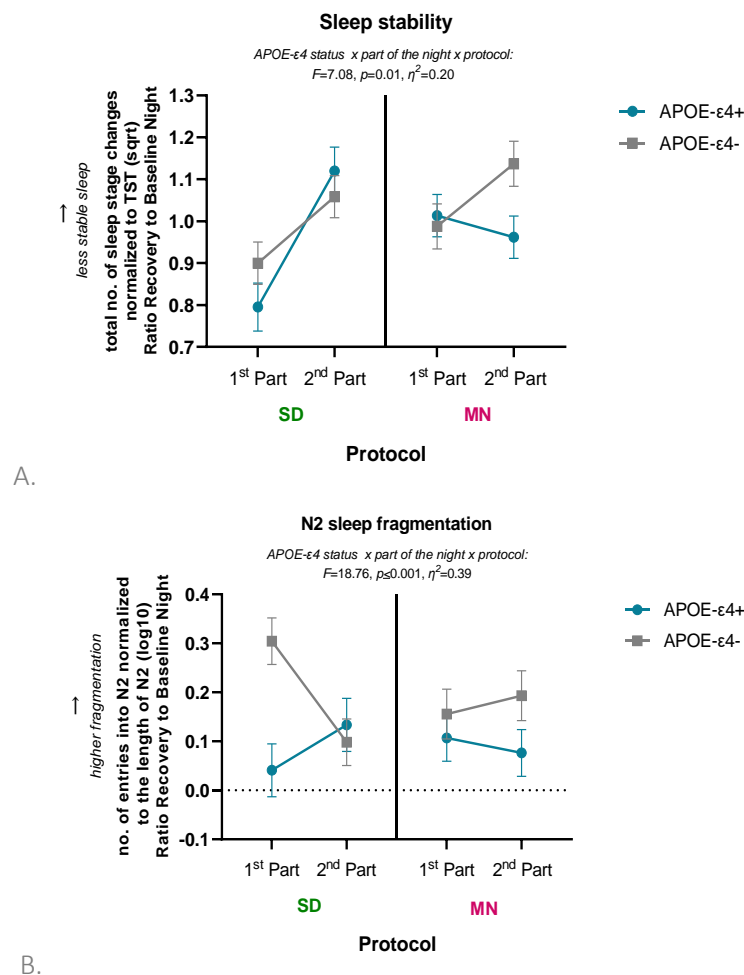 Sleep stability
APOE-ε4 status x part of the night x protocol:
F=7.08, p=0.01, η²=0.20
→
less stable sleep
total no. of sleep stage changes
normalized to TST (sqrt)
Ratio Recovery to Baseline Night
1.3
1.2
1.1
1.0
0.9
0.8
0.7
1st Part 2nd Part 1st Part 2nd Part
SD MN
Protocol
APOE-ε4+
APOE-ε4-
A.
N2 sleep fragmentation
APOE-ε4 status x part of the night x protocol:
F=18.76, p≤0.001, η²=0.39
→
higher fragmentation
no. of entries into N2 normalized
to the length of N2 (log10)
Ratio Recovery to Baseline Night
0.4
0.3
0.2
0.1
0.0
-0.1
1st Part 2nd Part 1st Part 2nd Part
SD MN
Protocol
APOE-ε4+
APOE-ε4-
B.